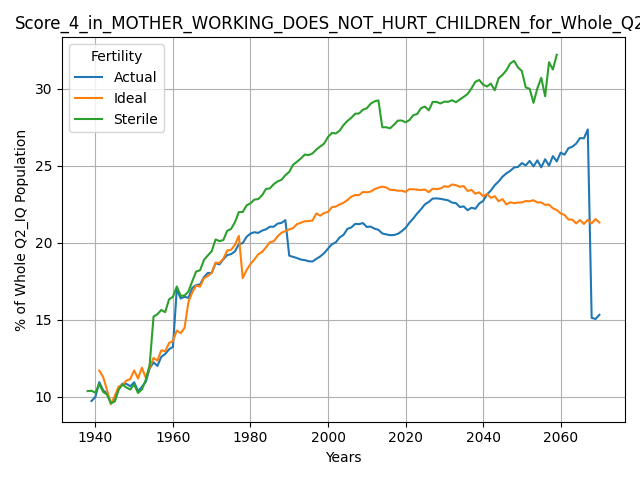 Score_4_in_MOTHER_WORKING_DOES_NOT_HURT_CHILDREN_for_Whole_Q2
Fertility
Actual
Ideal
Sterile
% of Whole Q2_IQ Population
30
25
20
15
10
1940 1960 1980 2000 2020 2040 2060
Years